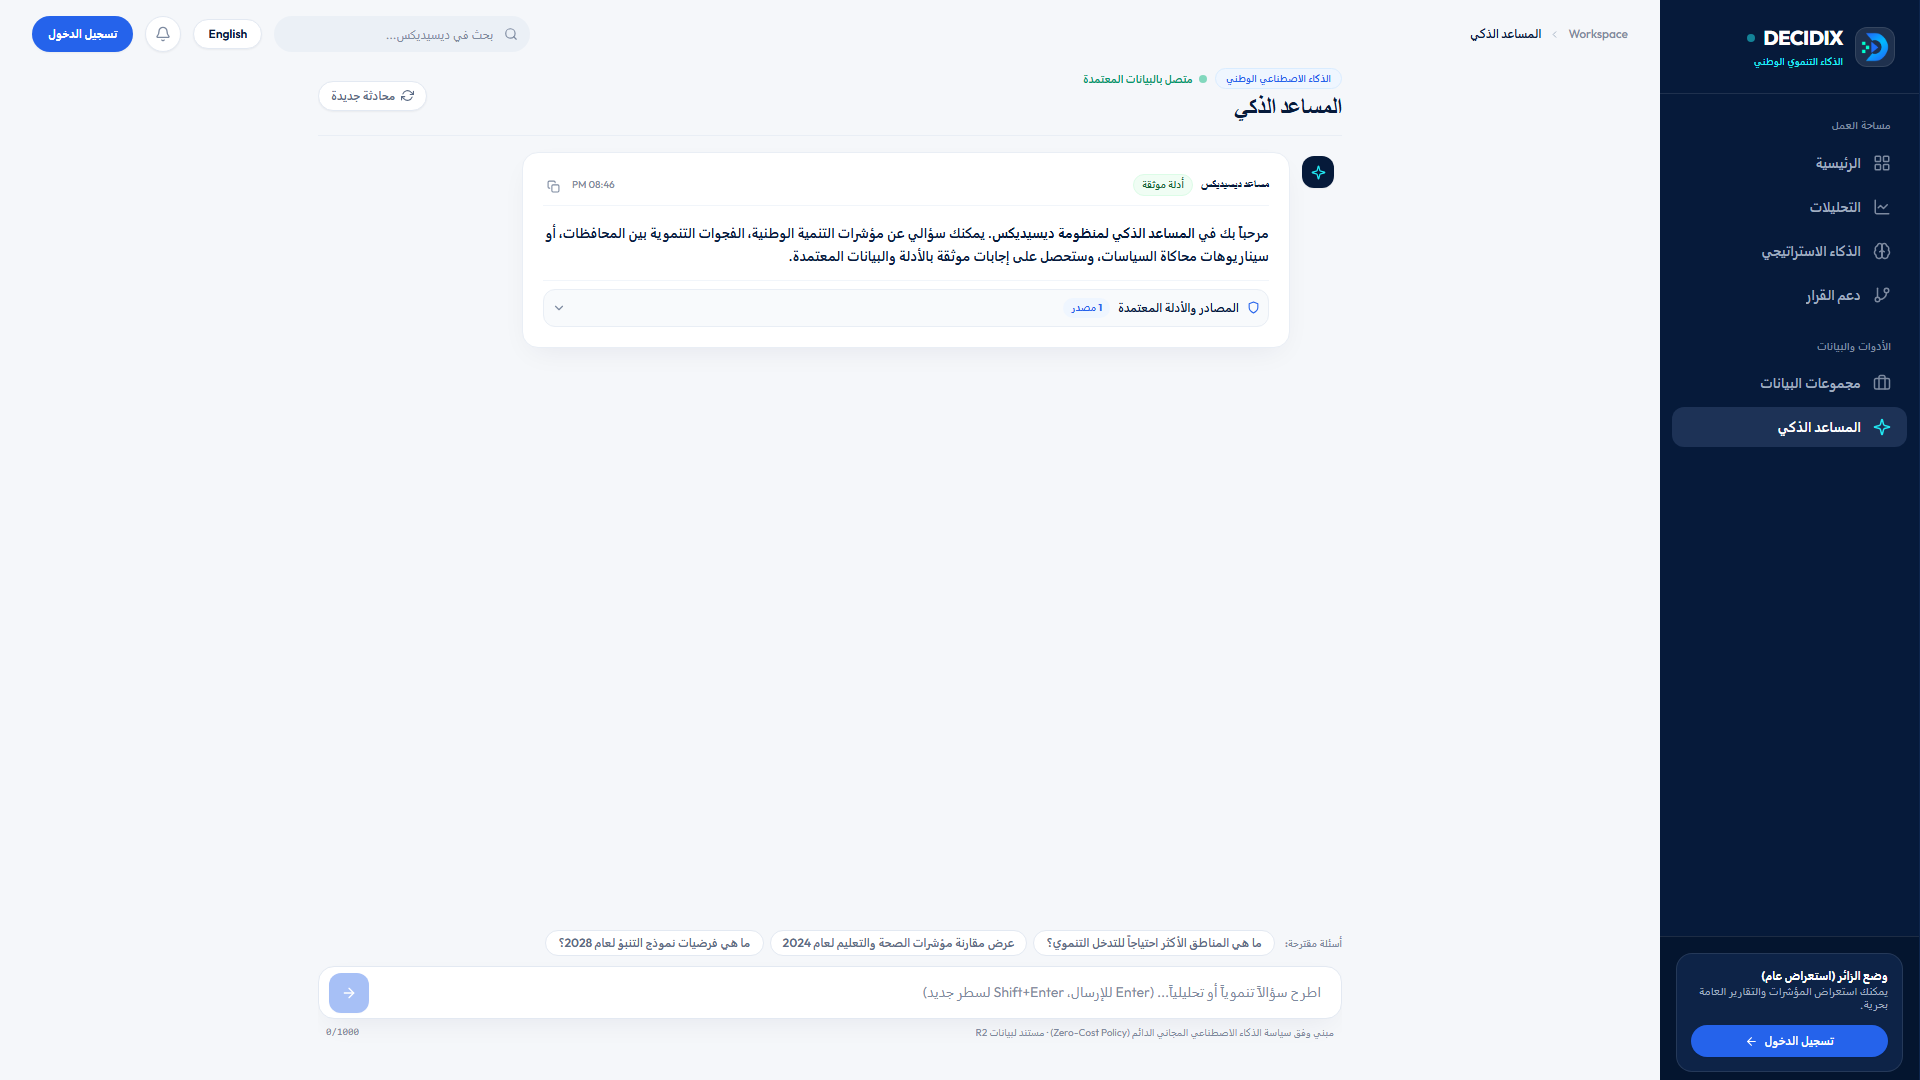 DECIDIX
الذكاء التنموي الوطني
مساحة العمل
الرئيسية
التحليلات
الذكاء الاستراتيجي
دعم القرار
الأدوات والبيانات
مجموعات البيانات
المساعد الذكي
وضع الزائر (استعراض عام)
يمكنك استعراض المؤشرات والتقارير العامة
بحرية.
تسجيل الدخول ←
Workspace
المساعد الذكي
بحث في ديسيديكس...
English
تسجيل الدخول
الذكاء الاصطناعي الوطني
متصل بالبيانات المعتمدة
المساعد الذكي
محادثة جديدة
مساعد ديسيديكس
أدلة موثقة
08:46 PM
مرحباً بك في المساعد الذكي لمنظومة ديسيديكس. يمكنك سؤالي عن مؤشرات التنمية الوطنية، الفجوات التنموية بين المحافظات، أو
سيناريوهات محاكاة السياسات، وستحصل على إجابات موثقة بالأدلة والبيانات المعتمدة.
المصادر والأدلة المعتمدة
1 مصدر
أسئلة مقترحة:
ما هي المناطق الأكثر احتياجاً للتدخل التنموي؟
عرض مقارنة مؤشرات الصحة والتعليم لعام 2024
ما هي فرضيات نموذج التنبؤ لعام 2028؟
اطرح سؤالاً تنموياً أو تحليلياً... (Enter للإرسال، Shift+Enter لسطر جديد)
مبني وفق سياسة الذكاء الاصطناعي المجاني الدائم (Zero-Cost Policy) · مستند لبيانات R2
0/1000